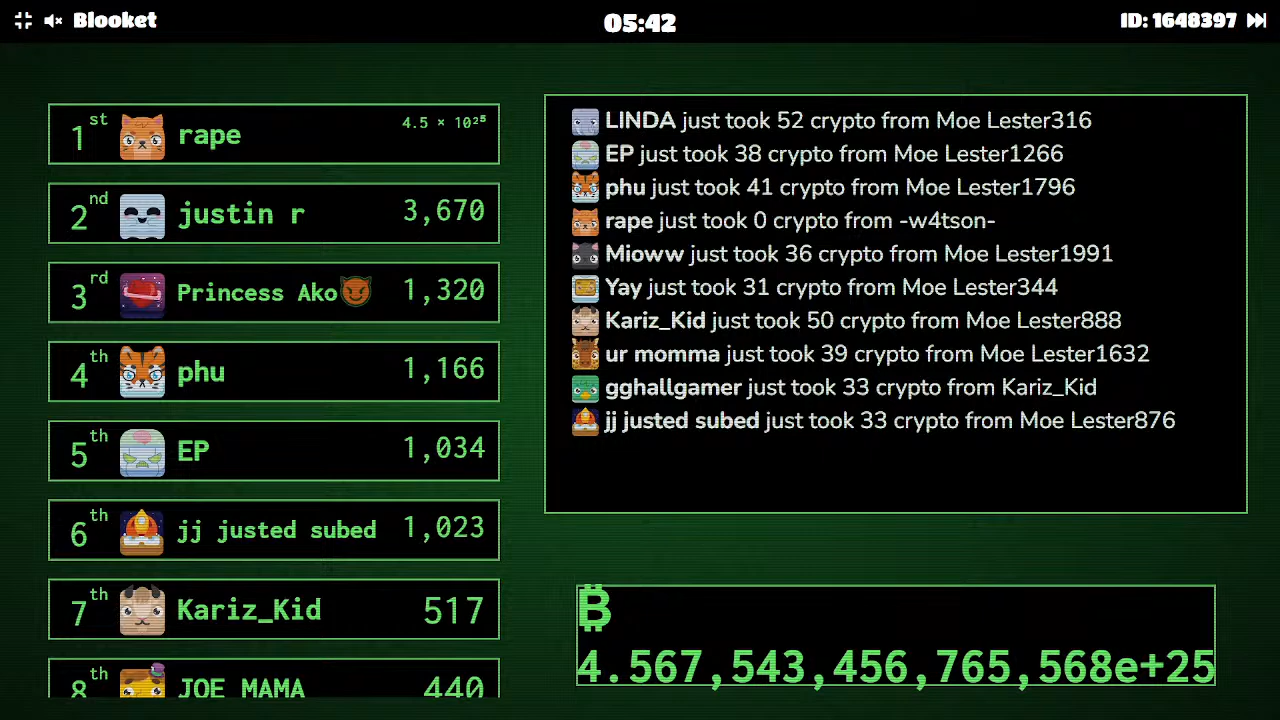 Blooket
05:42
ID: 1648397
1st rape 4.5 × 10²⁵
2nd justin r 3,670
3rd Princess Ako😈 1,320
4th phu 1,166
5th EP 1,034
6th jj justed subed 1,023
7th Kariz_Kid 517
8th JOE MAMA 440
LINDA just took 52 crypto from Moe Lester316
EP just took 38 crypto from Moe Lester1266
phu just took 41 crypto from Moe Lester1796
rape just took 0 crypto from -w4tson-
Mioww just took 36 crypto from Moe Lester1991
Yay just took 31 crypto from Moe Lester344
Kariz_Kid just took 50 crypto from Moe Lester888
ur momma just took 39 crypto from Moe Lester1632
gghallgamer just took 33 crypto from Kariz_Kid
jj justed subed just took 33 crypto from Moe Lester876
₿
4.567,543,456,765,568e+25